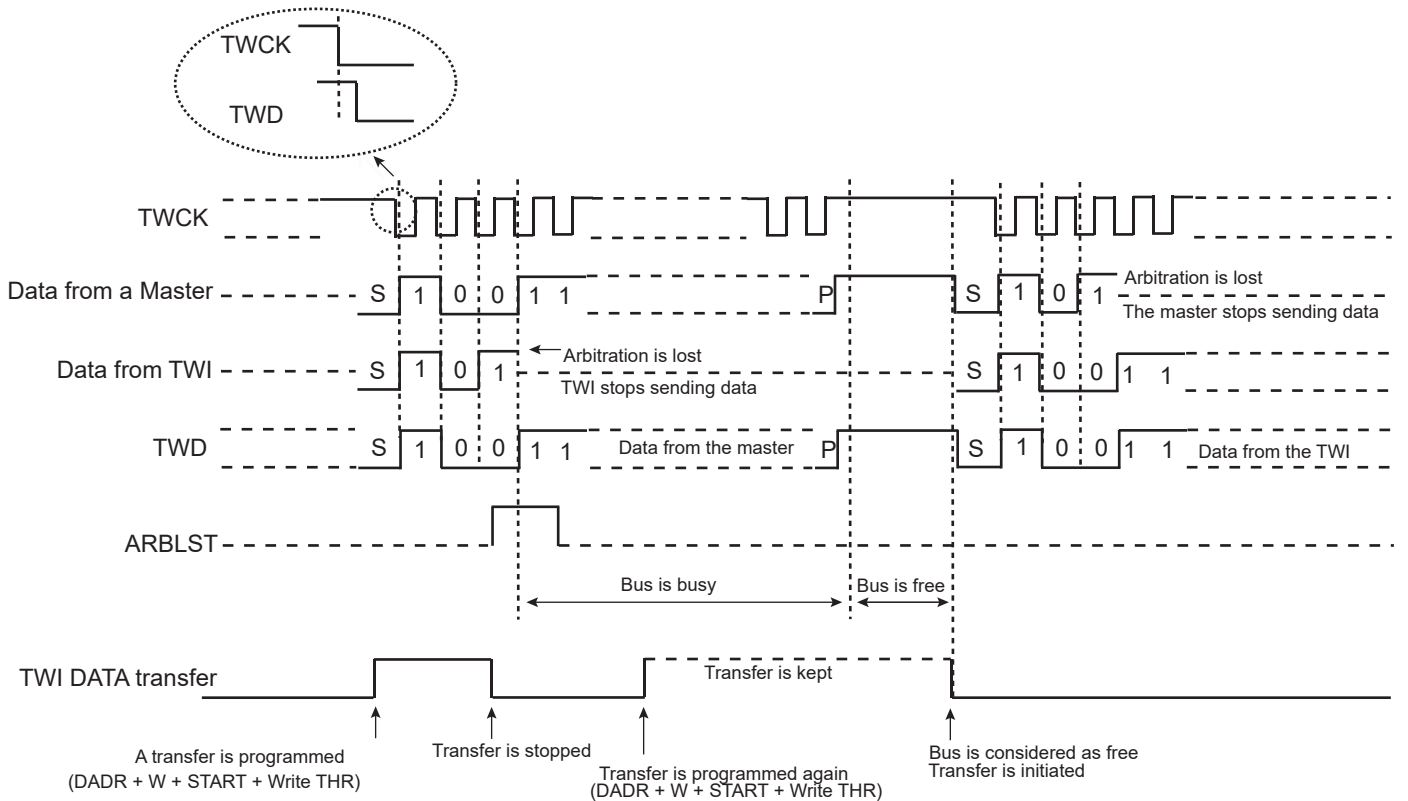 TWCK
TWD
TWCK
Data from a Master S 1 0 0 1 1 P S 1 0 1 Arbitration is lost
The master stops sending data
Data from TWI S 1 0 1 Arbitration is lost S 1 0 0 1 1
TWI stops sending data
TWD S 1 0 0 1 1 Data from the master P S 1 0 0 1 1 Data from the TWI
ARBLST
Bus is busy Bus is free
TWI DATA transfer Transfer is kept
A transfer is programmed
(DADR + W + START + Write THR)
Transfer is stopped
Transfer is programmed again
(DADR + W + START + Write THR)
Bus is considered as free
Transfer is initiated